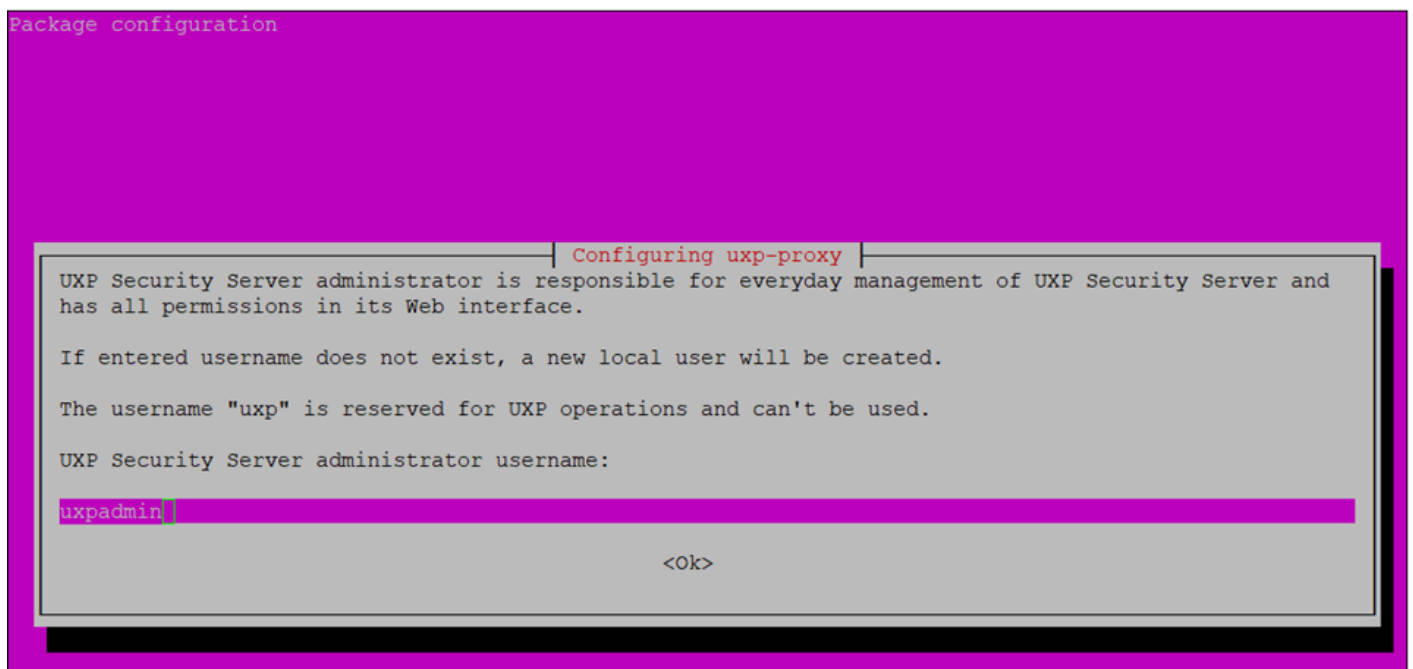 Package configuration
Configuring uxp-proxy
UXP Security Server administrator is responsible for everyday management of UXP Security Server and
has all permissions in its Web interface.
If entered username does not exist, a new local user will be created.
The username "uxp" is reserved for UXP operations and can't be used.
UXP Security Server administrator username:
uxpadmin
<Ok>